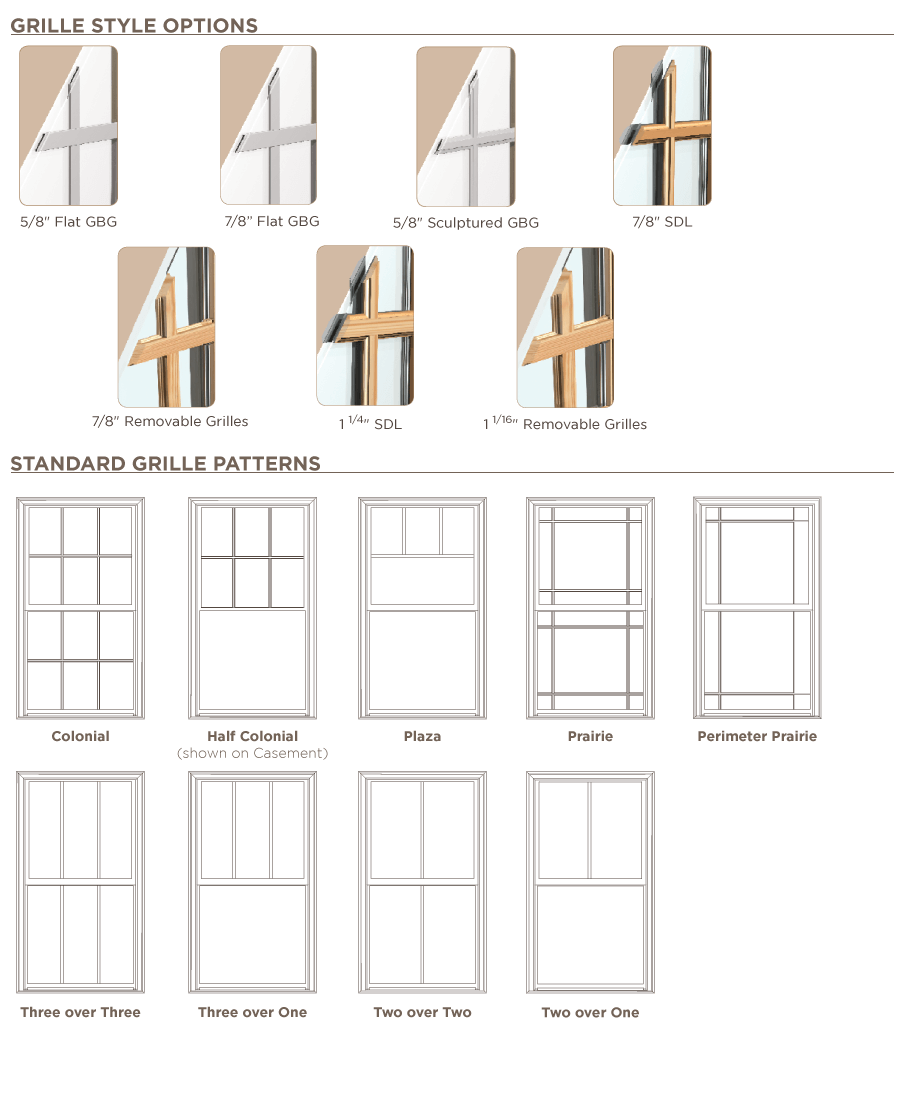 GRILLE STYLE OPTIONS
5/8" Flat GBG
7/8” Flat GBG
5/8" Sculptured GBG
7/8" SDL
7/8" Removable Grilles
1 1/4" SDL
1 1/16" Removable Grilles
STANDARD GRILLE PATTERNS
Colonial
Half Colonial
(shown on Casement)
Plaza
Prairie
Perimeter Prairie
Three over Three
Three over One
Two over Two
Two over One